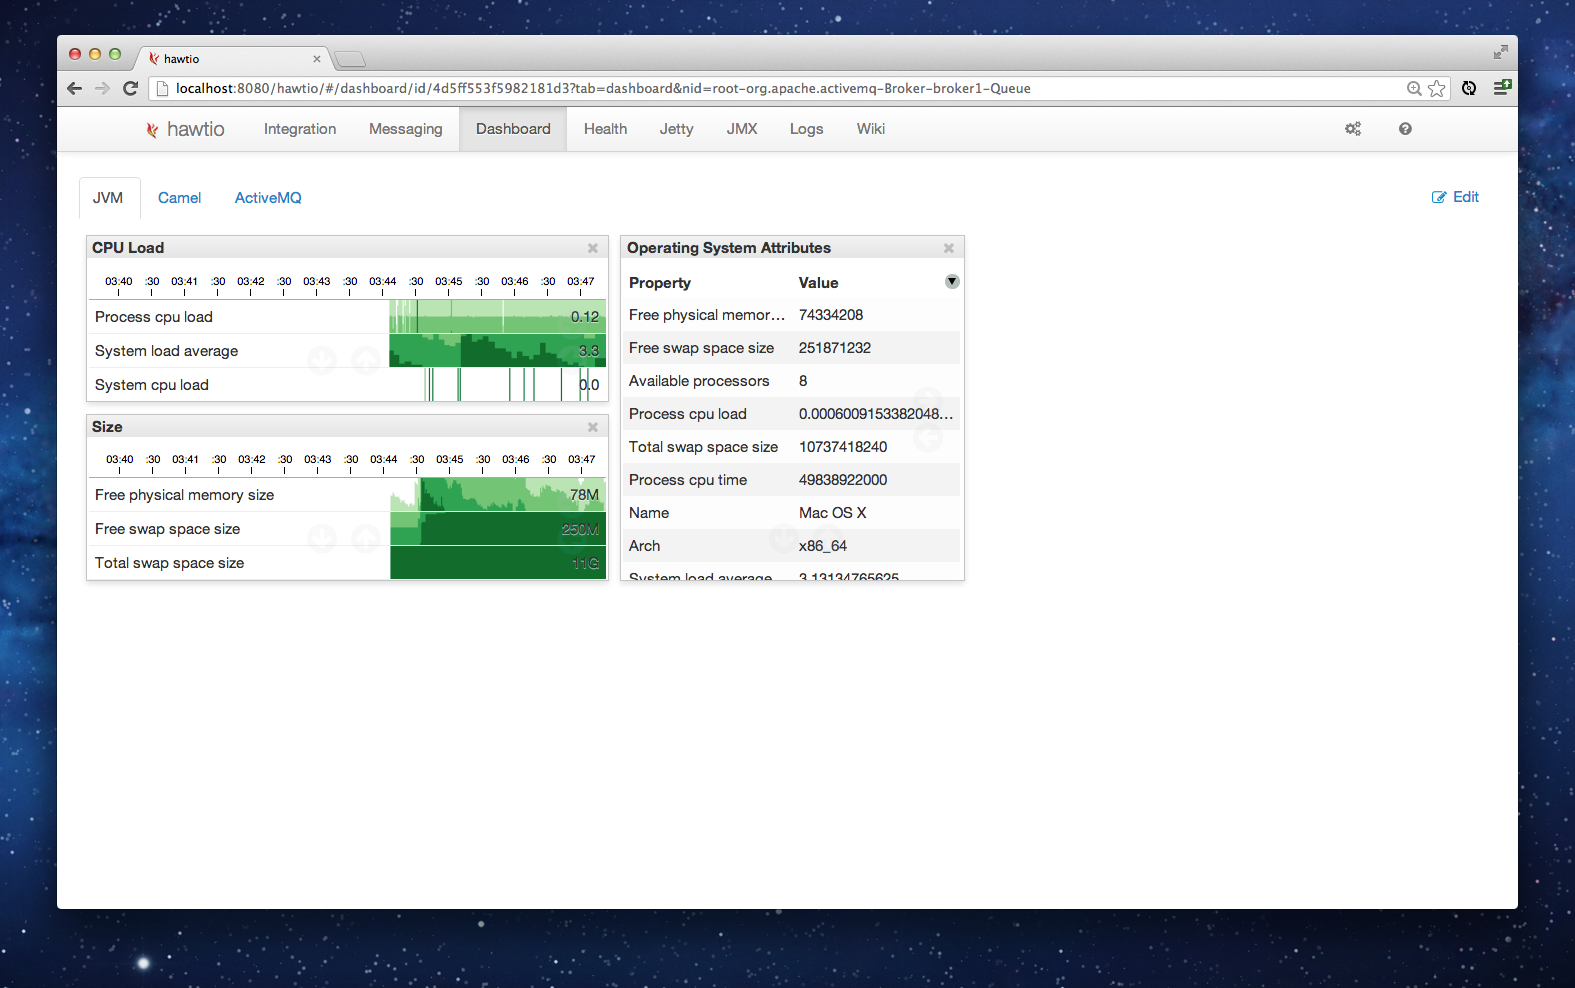 hawtio
localhost:8080/hawtio/#/dashboard/id/4d5ff553f5982181d3?tab=dashboard&nid=root-org.apache.activemq-Broker-broker1-Queue
hawtio Integration Messaging Dashboard Health Jetty JMX Logs Wiki
JVM Camel ActiveMQ Edit
CPU Load
03:40 :30 03:41 :30 03:42 :30 03:43 :30 03:44 :30 03:45 :30 03:46 :30 03:47
Process cpu load 0.12
System load average 3.3
System cpu load 0.0
Size
03:40 :30 03:41 :30 03:42 :30 03:43 :30 03:44 :30 03:45 :30 03:46 :30 03:47
Free physical memory size 78M
Free swap space size 250M
Total swap space size 11G
Operating System Attributes
Property Value
Free physical memor... 74334208
Free swap space size 251871232
Available processors 8
Process cpu load 0.0006009153382048...
Total swap space size 10737418240
Process cpu time 49838922000
Name Mac OS X
Arch x86_64
System load average 3.13134765625